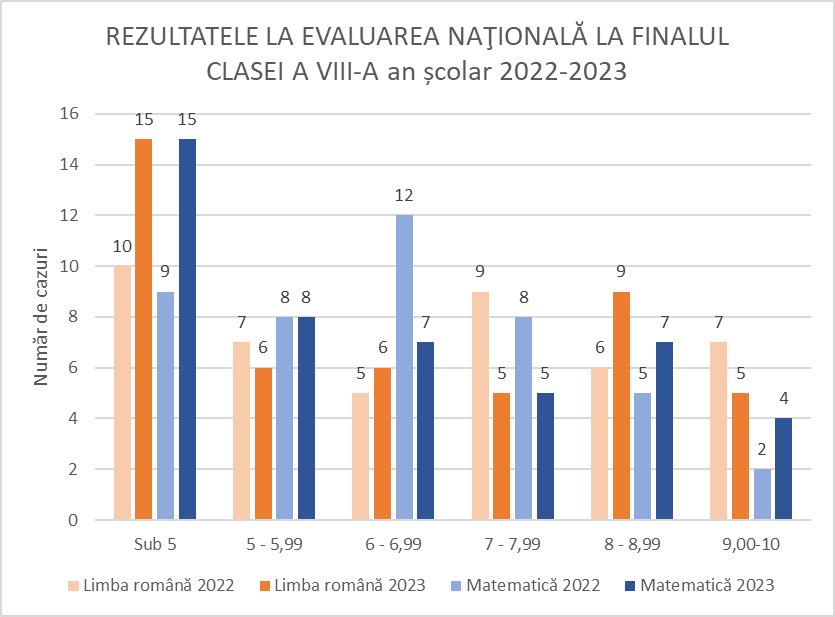 REZULTATELE LA EVALUAREA NAŢIONALĂ LA FINALUL
CLASEI A VIII-A an școlar 2022-2023
Număr de cazuri
16
14
12
10
8
6
4
2
0
10 15 9 15
7 6 8 8
5 6 12 7
9 5 8 5
6 9 5 7
7 5 2 4
Sub 5 5 - 5,99 6 - 6,99 7 - 7,99 8 - 8,99 9,00-10
Limba română 2022 Limba română 2023 Matematică 2022 Matematică 2023